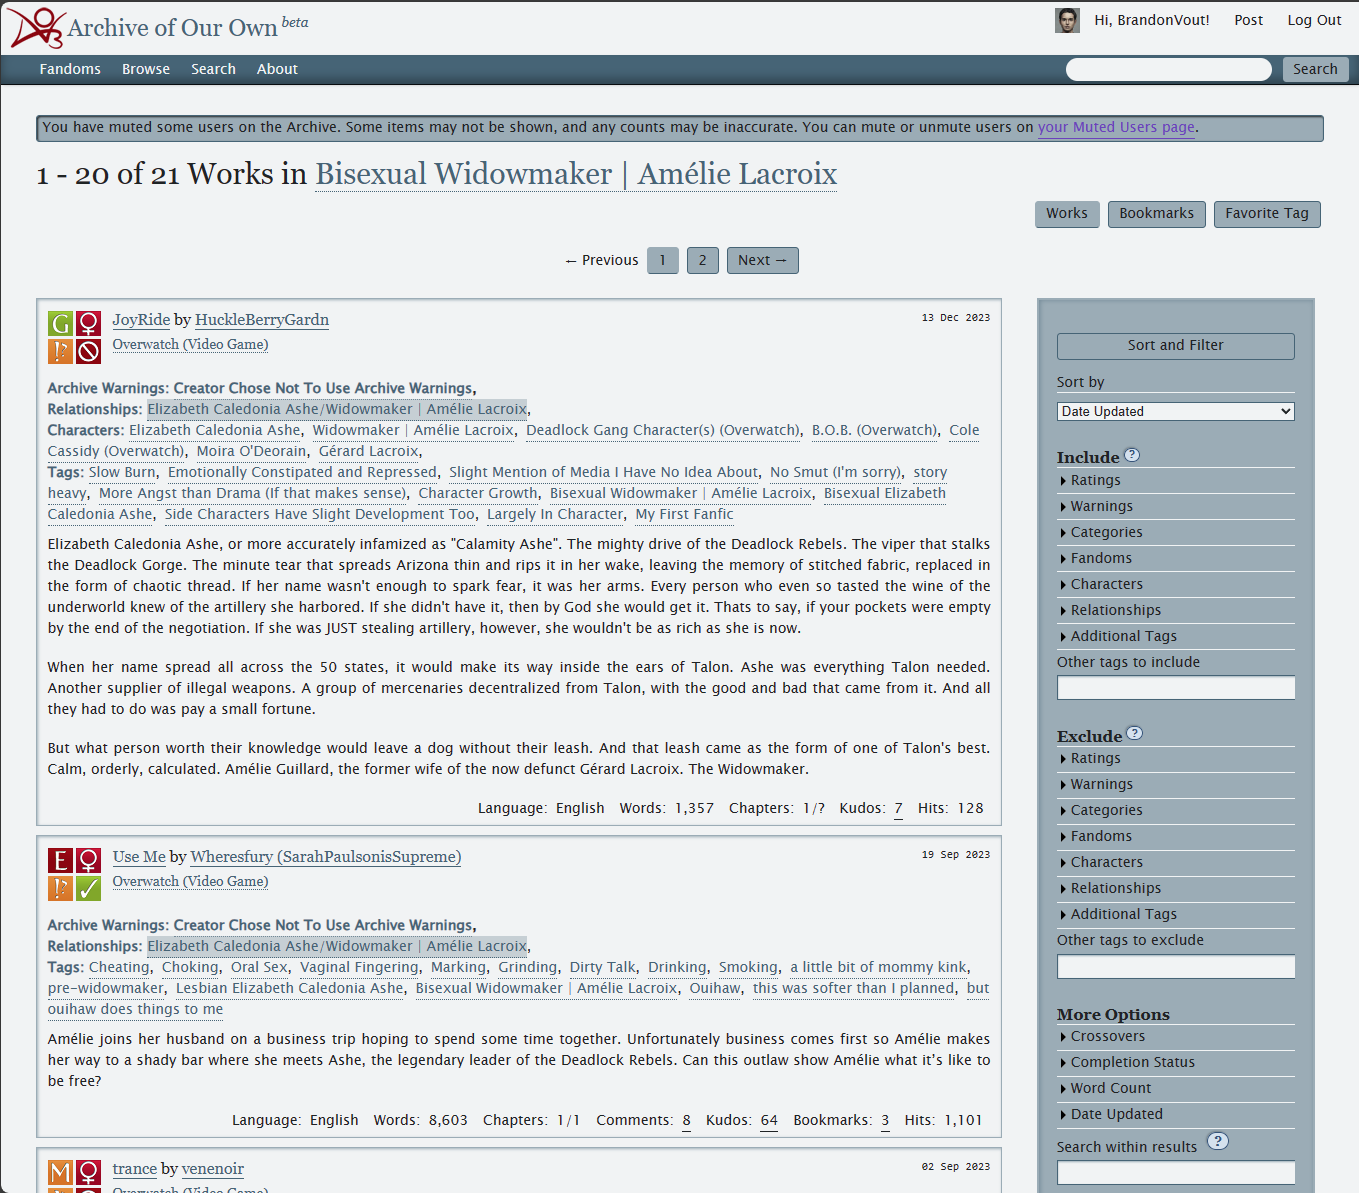 Archive of Our Own beta
Hi, BrandonVout! Post Log Out
Fandoms Browse Search About Search
You have muted some users on the Archive. Some items may not be shown, and any counts may be inaccurate. You can mute or unmute users on your Muted Users page.
1 - 20 of 21 Works in Bisexual Widowmaker | Amélie Lacroix
Works Bookmarks Favorite Tag
← Previous 1 2 Next →
G
!?
JoyRide by HuckleBerryGardn
13 Dec 2023
Overwatch (Video Game)
Archive Warnings: Creator Chose Not To Use Archive Warnings,
Relationships: Elizabeth Caledonia Ashe/Widowmaker | Amélie Lacroix,
Characters: Elizabeth Caledonia Ashe, Widowmaker | Amélie Lacroix, Deadlock Gang Character(s) (Overwatch), B.O.B. (Overwatch), Cole
Cassidy (Overwatch), Moira O'Deorain, Gérard Lacroix,
Tags: Slow Burn, Emotionally Constipated and Repressed, Slight Mention of Media I Have No Idea About, No Smut (I'm sorry), story
heavy, More Angst than Drama (If that makes sense), Character Growth, Bisexual Widowmaker | Amélie Lacroix, Bisexual Elizabeth
Caledonia Ashe, Side Characters Have Slight Development Too, Largely In Character, My First Fanfic
Elizabeth Caledonia Ashe, or more accurately infamized as "Calamity Ashe". The mighty drive of the Deadlock Rebels. The viper that stalks
the Deadlock Gorge. The minute tear that spreads Arizona thin and rips it in her wake, leaving the memory of stitched fabric, replaced in
the form of chaotic thread. If her name wasn't enough to spark fear, it was her arms. Every person who even so tasted the wine of the
underworld knew of the artillery she harbored. If she didn't have it, then by God she would get it. Thats to say, if your pockets were empty
by the end of the negotiation. If she was JUST stealing artillery, however, she wouldn't be as rich as she is now.
When her name spread all across the 50 states, it would make its way inside the ears of Talon. Ashe was everything Talon needed.
Another supplier of illegal weapons. A group of mercenaries decentralized from Talon, with the good and bad that came from it. And all
they had to do was pay a small fortune.
But what person worth their knowledge would leave a dog without their leash. And that leash came as the form of one of Talon's best.
Calm, orderly, calculated. Amélie Guillard, the former wife of the now defunct Gérard Lacroix. The Widowmaker.
Language: English Words: 1,357 Chapters: 1/? Kudos: 7 Hits: 128
E
!?
Use Me by Wheresfury (SarahPaulsonisSupreme)
19 Sep 2023
Overwatch (Video Game)
Archive Warnings: Creator Chose Not To Use Archive Warnings,
Relationships: Elizabeth Caledonia Ashe/Widowmaker | Amélie Lacroix,
Tags: Cheating, Choking, Oral Sex, Vaginal Fingering, Marking, Grinding, Dirty Talk, Drinking, Smoking, a little bit of mommy kink,
pre-widowmaker, Lesbian Elizabeth Caledonia Ashe, Bisexual Widowmaker | Amélie Lacroix, Ouihaw, this was softer than I planned, but
ouihaw does things to me
Amélie joins her husband on a business trip hoping to spend some time together. Unfortunately business comes first so Amélie makes
her way to a shady bar where she meets Ashe, the legendary leader of the Deadlock Rebels. Can this outlaw show Amélie what it's like to
be free?
Language: English Words: 8,603 Chapters: 1/1 Comments: 8 Kudos: 64 Bookmarks: 3 Hits: 1,101
M
trance by venenoir
02 Sep 2023
Overwatch (Video Game)
Sort and Filter
Sort by
Date Updated
Include ?
Ratings
Warnings
Categories
Fandoms
Characters
Relationships
Additional Tags
Other tags to include
Exclude ?
Ratings
Warnings
Categories
Fandoms
Characters
Relationships
Additional Tags
Other tags to exclude
More Options
Crossovers
Completion Status
Word Count
Date Updated
Search within results ?